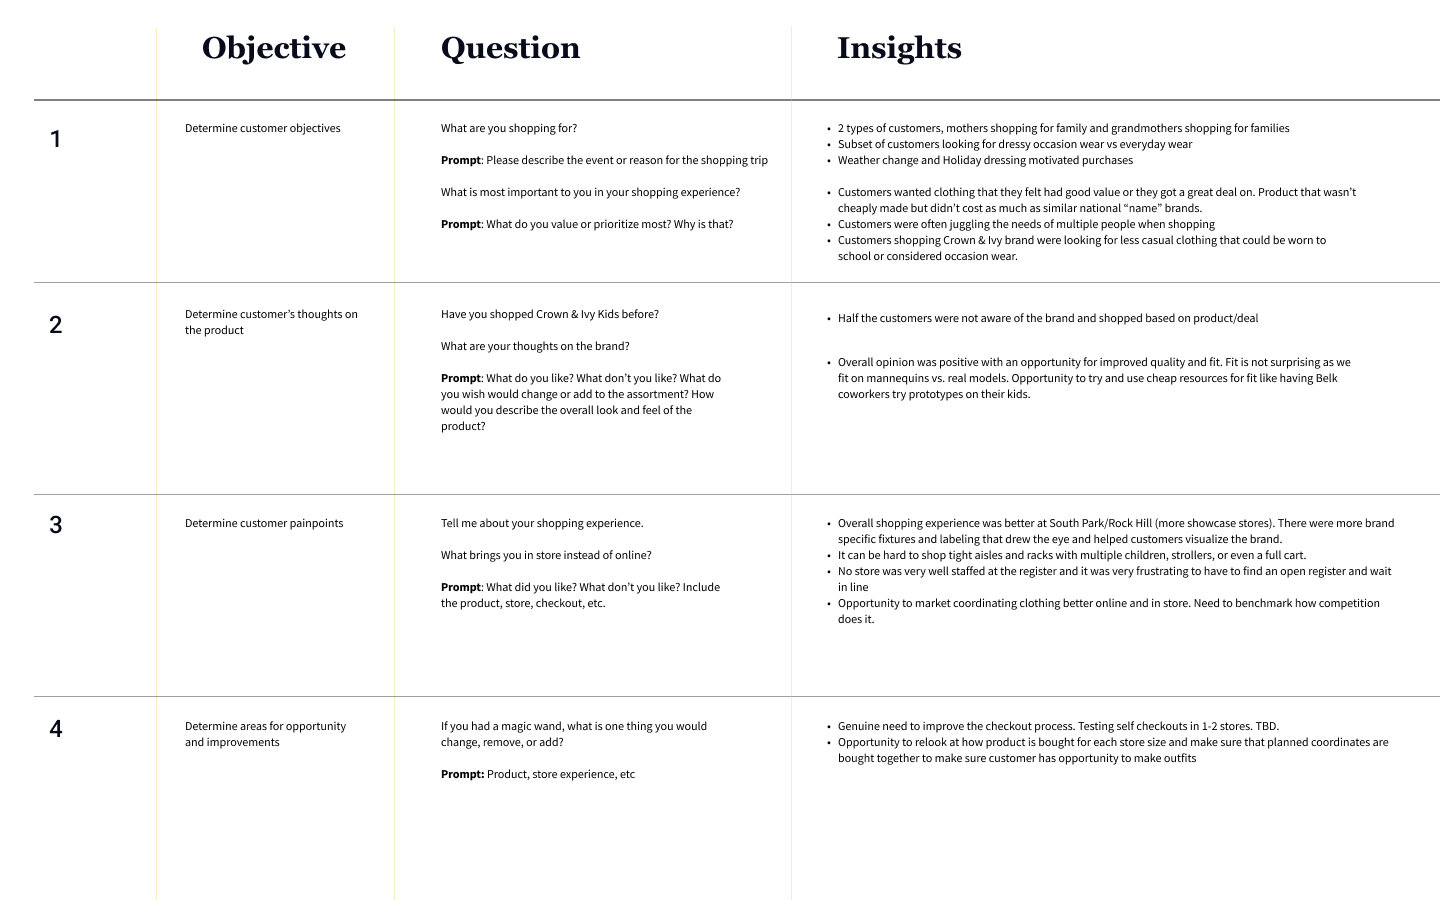 Objective
Question
Insights
1
Determine customer objectives
What are you shopping for?
Prompt: Please describe the event or reason for the shopping trip
What is most important to you in your shopping experience?
Prompt: What do you value or prioritize most? Why is that?
• 2 types of customers, mothers shopping for family and grandmothers shopping for families
• Subset of customers looking for dressy occasion wear vs everyday wear
• Weather change and Holiday dressing motivated purchases
• Customers wanted clothing that they felt had good value or they got a great deal on. Product that wasn’t
cheaply made but didn’t cost as much as similar national “name” brands.
• Customers were often juggling the needs of multiple people when shopping
• Customers shopping Crown & Ivy brand were looking for less casual clothing that could be worn to
school or considered occasion wear.
2
Determine customer’s thoughts on
the product
Have you shopped Crown & Ivy Kids before?
What are your thoughts on the brand?
Prompt: What do you like? What don’t you like? What do
you wish would change or add to the assortment? How
would you describe the overall look and feel of the
product?
• Half the customers were not aware of the brand and shopped based on product/deal
• Overall opinion was positive with an opportunity for improved quality and fit. Fit is not surprising as we
fit on mannequins vs. real models. Opportunity to try and use cheap resources for fit like having Belk
coworkers try prototypes on their kids.
3
Determine customer painpoints
Tell me about your shopping experience.
What brings you in store instead of online?
Prompt: What did you like? What don’t you like? Include
the product, store, checkout, etc.
• Overall shopping experience was better at South Park/Rock Hill (more showcase stores). There were more brand
specific fixtures and labeling that drew the eye and helped customers visualize the brand.
• It can be hard to shop tight aisles and racks with multiple children, strollers, or even a full cart.
• No store was very well staffed at the register and it was very frustrating to have to find an open register and wait
in line
• Opportunity to market coordinating clothing better online and in store. Need to benchmark how competition
does it.
4
Determine areas for opportunity
and improvements
If you had a magic wand, what is one thing you would
change, remove, or add?
Prompt: Product, store experience, etc
• Genuine need to improve the checkout process. Testing self checkouts in 1-2 stores. TBD.
• Opportunity to relook at how product is bought for each store size and make sure that planned coordinates are
bought together to make sure customer has opportunity to make outfits